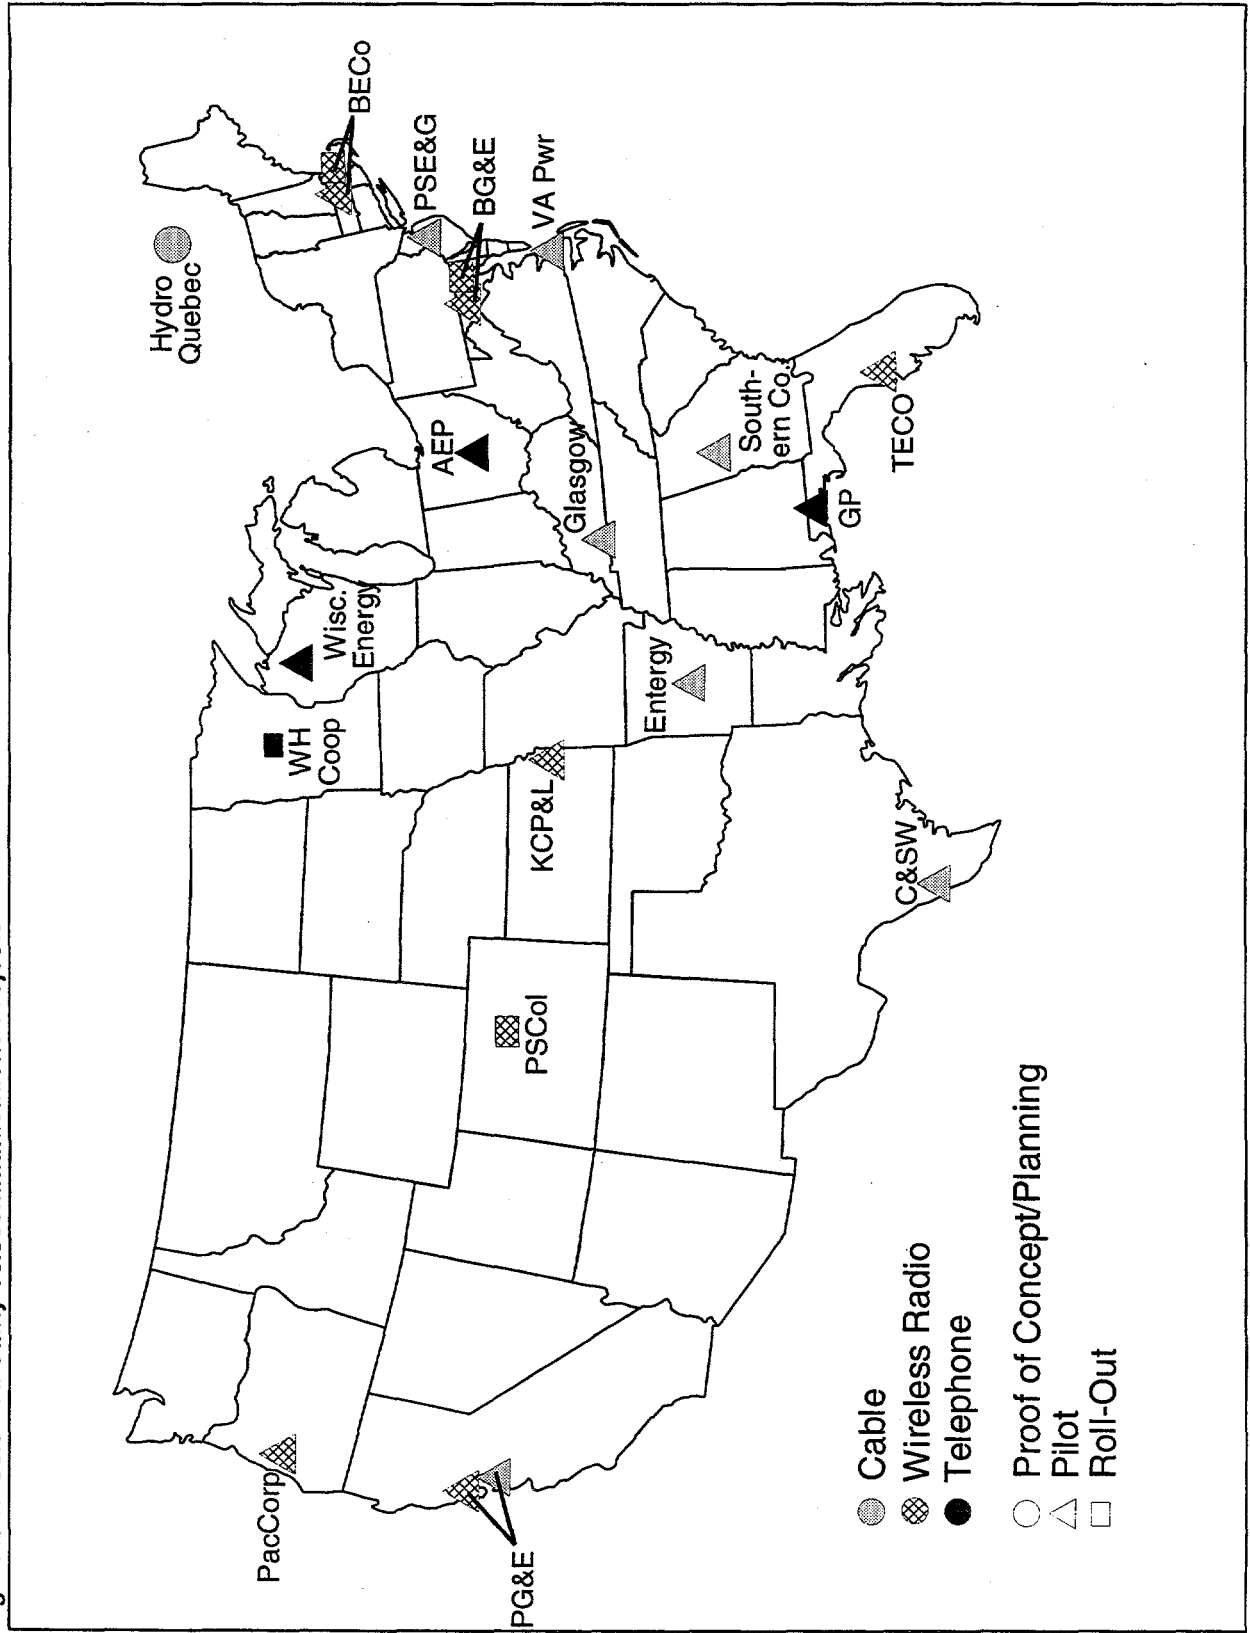 Hydro
Quebec
BECo
PSE&G
BG&E
VA Pwr
AEP
Glasgow
South-
ern Co.
TECO
GP
Wisc.
Energy
WH
Coop
Entergy
KCP&L
C&SW
PSCol
PacCorp
PG&E
Cable
Wireless Radio
Telephone
Proof of Concept/Planning
Pilot
Roll-Out